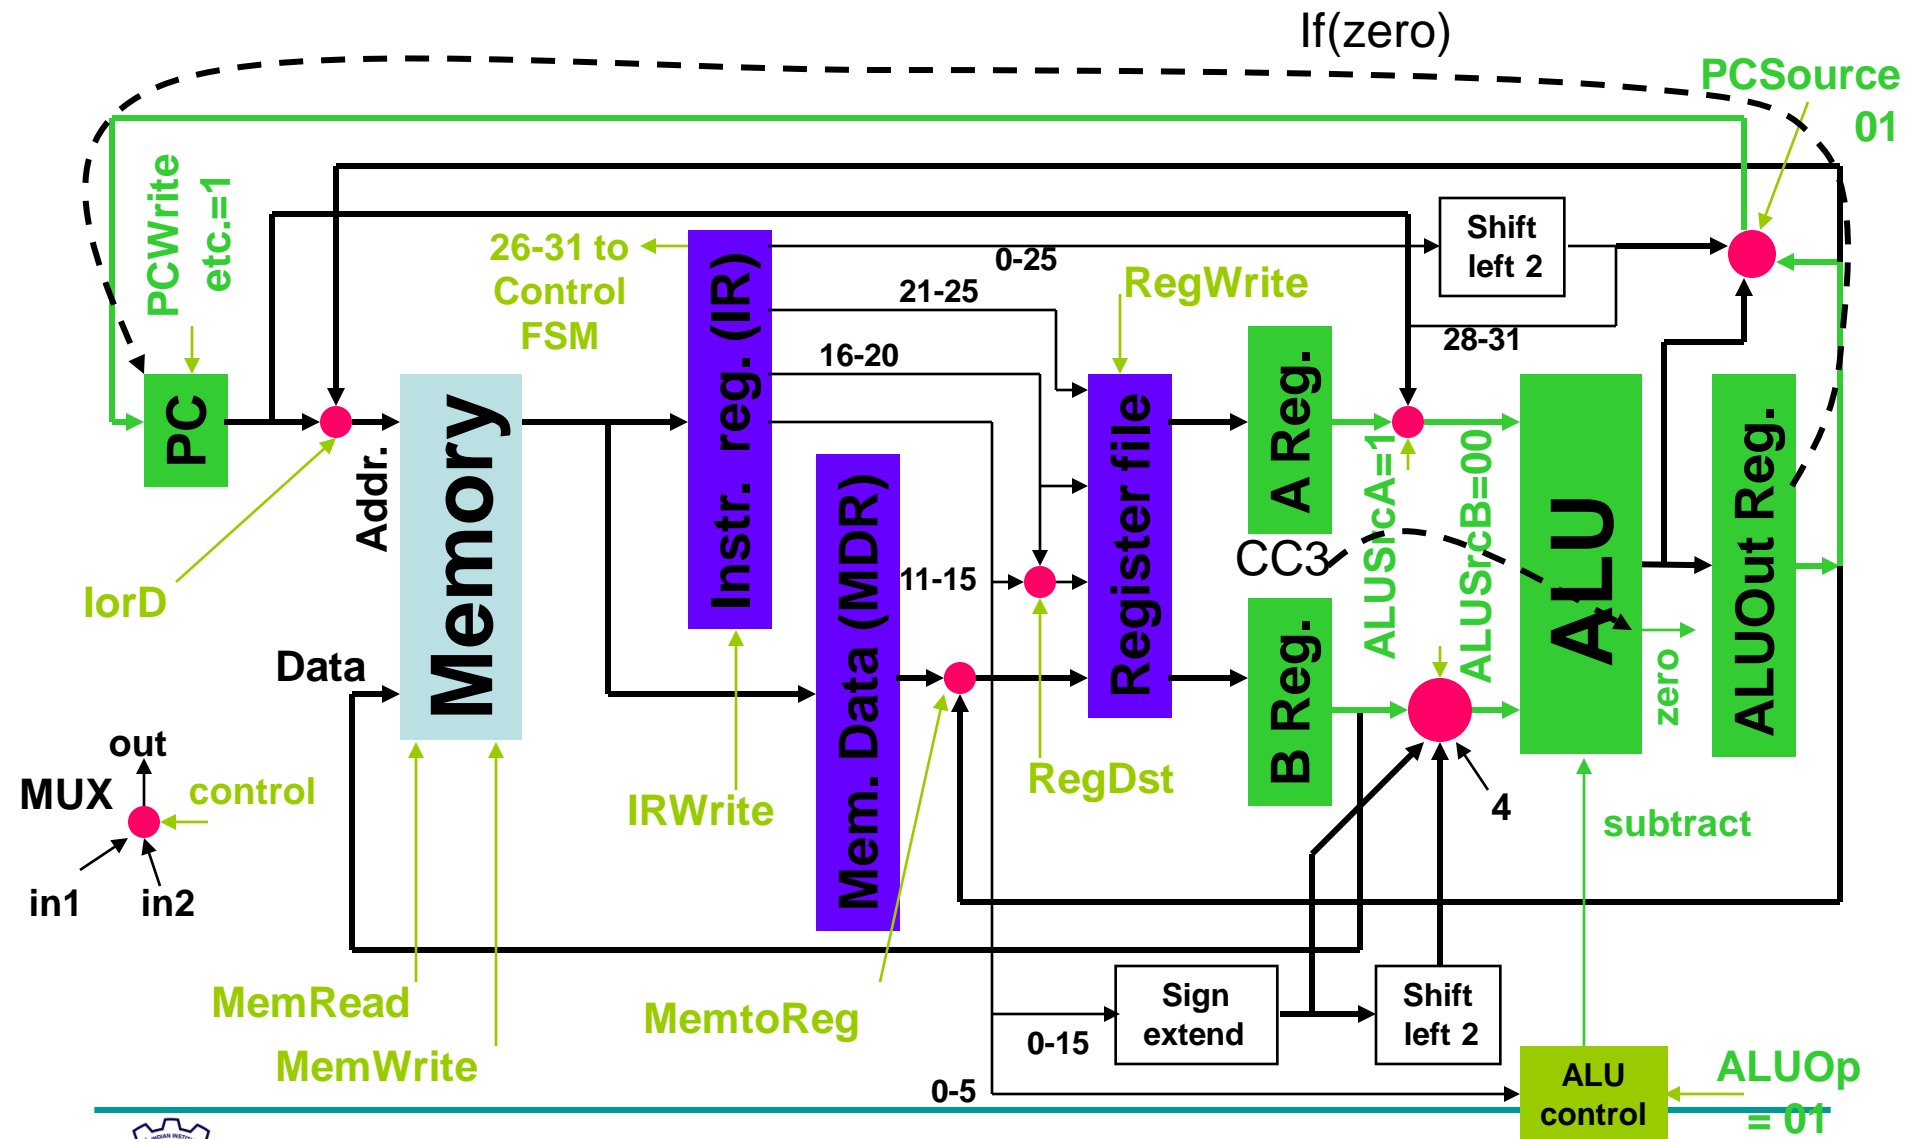 If(zero)
PCSource
01
PCWrite
etc.=1
26-31 to
Control
FSM
0-25
Shift
left 2
21-25
RegWrite
28-31
16-20
PC
Addr.
Memory
Instr. reg. (IR)
Mem. Data (MDR)
Register file
A Reg.
ALUSrcA=1
ALUSrcB=00
ALU
ALUOut Reg.
CC3
11-15
IorD
Data
B Reg.
zero
out
MUX
control
in1
in2
IRWrite
RegDst
4
subtract
MemRead
MemWrite
MemtoReg
Sign
extend
Shift
left 2
0-15
0-5
ALU
control
ALUOp
= 01